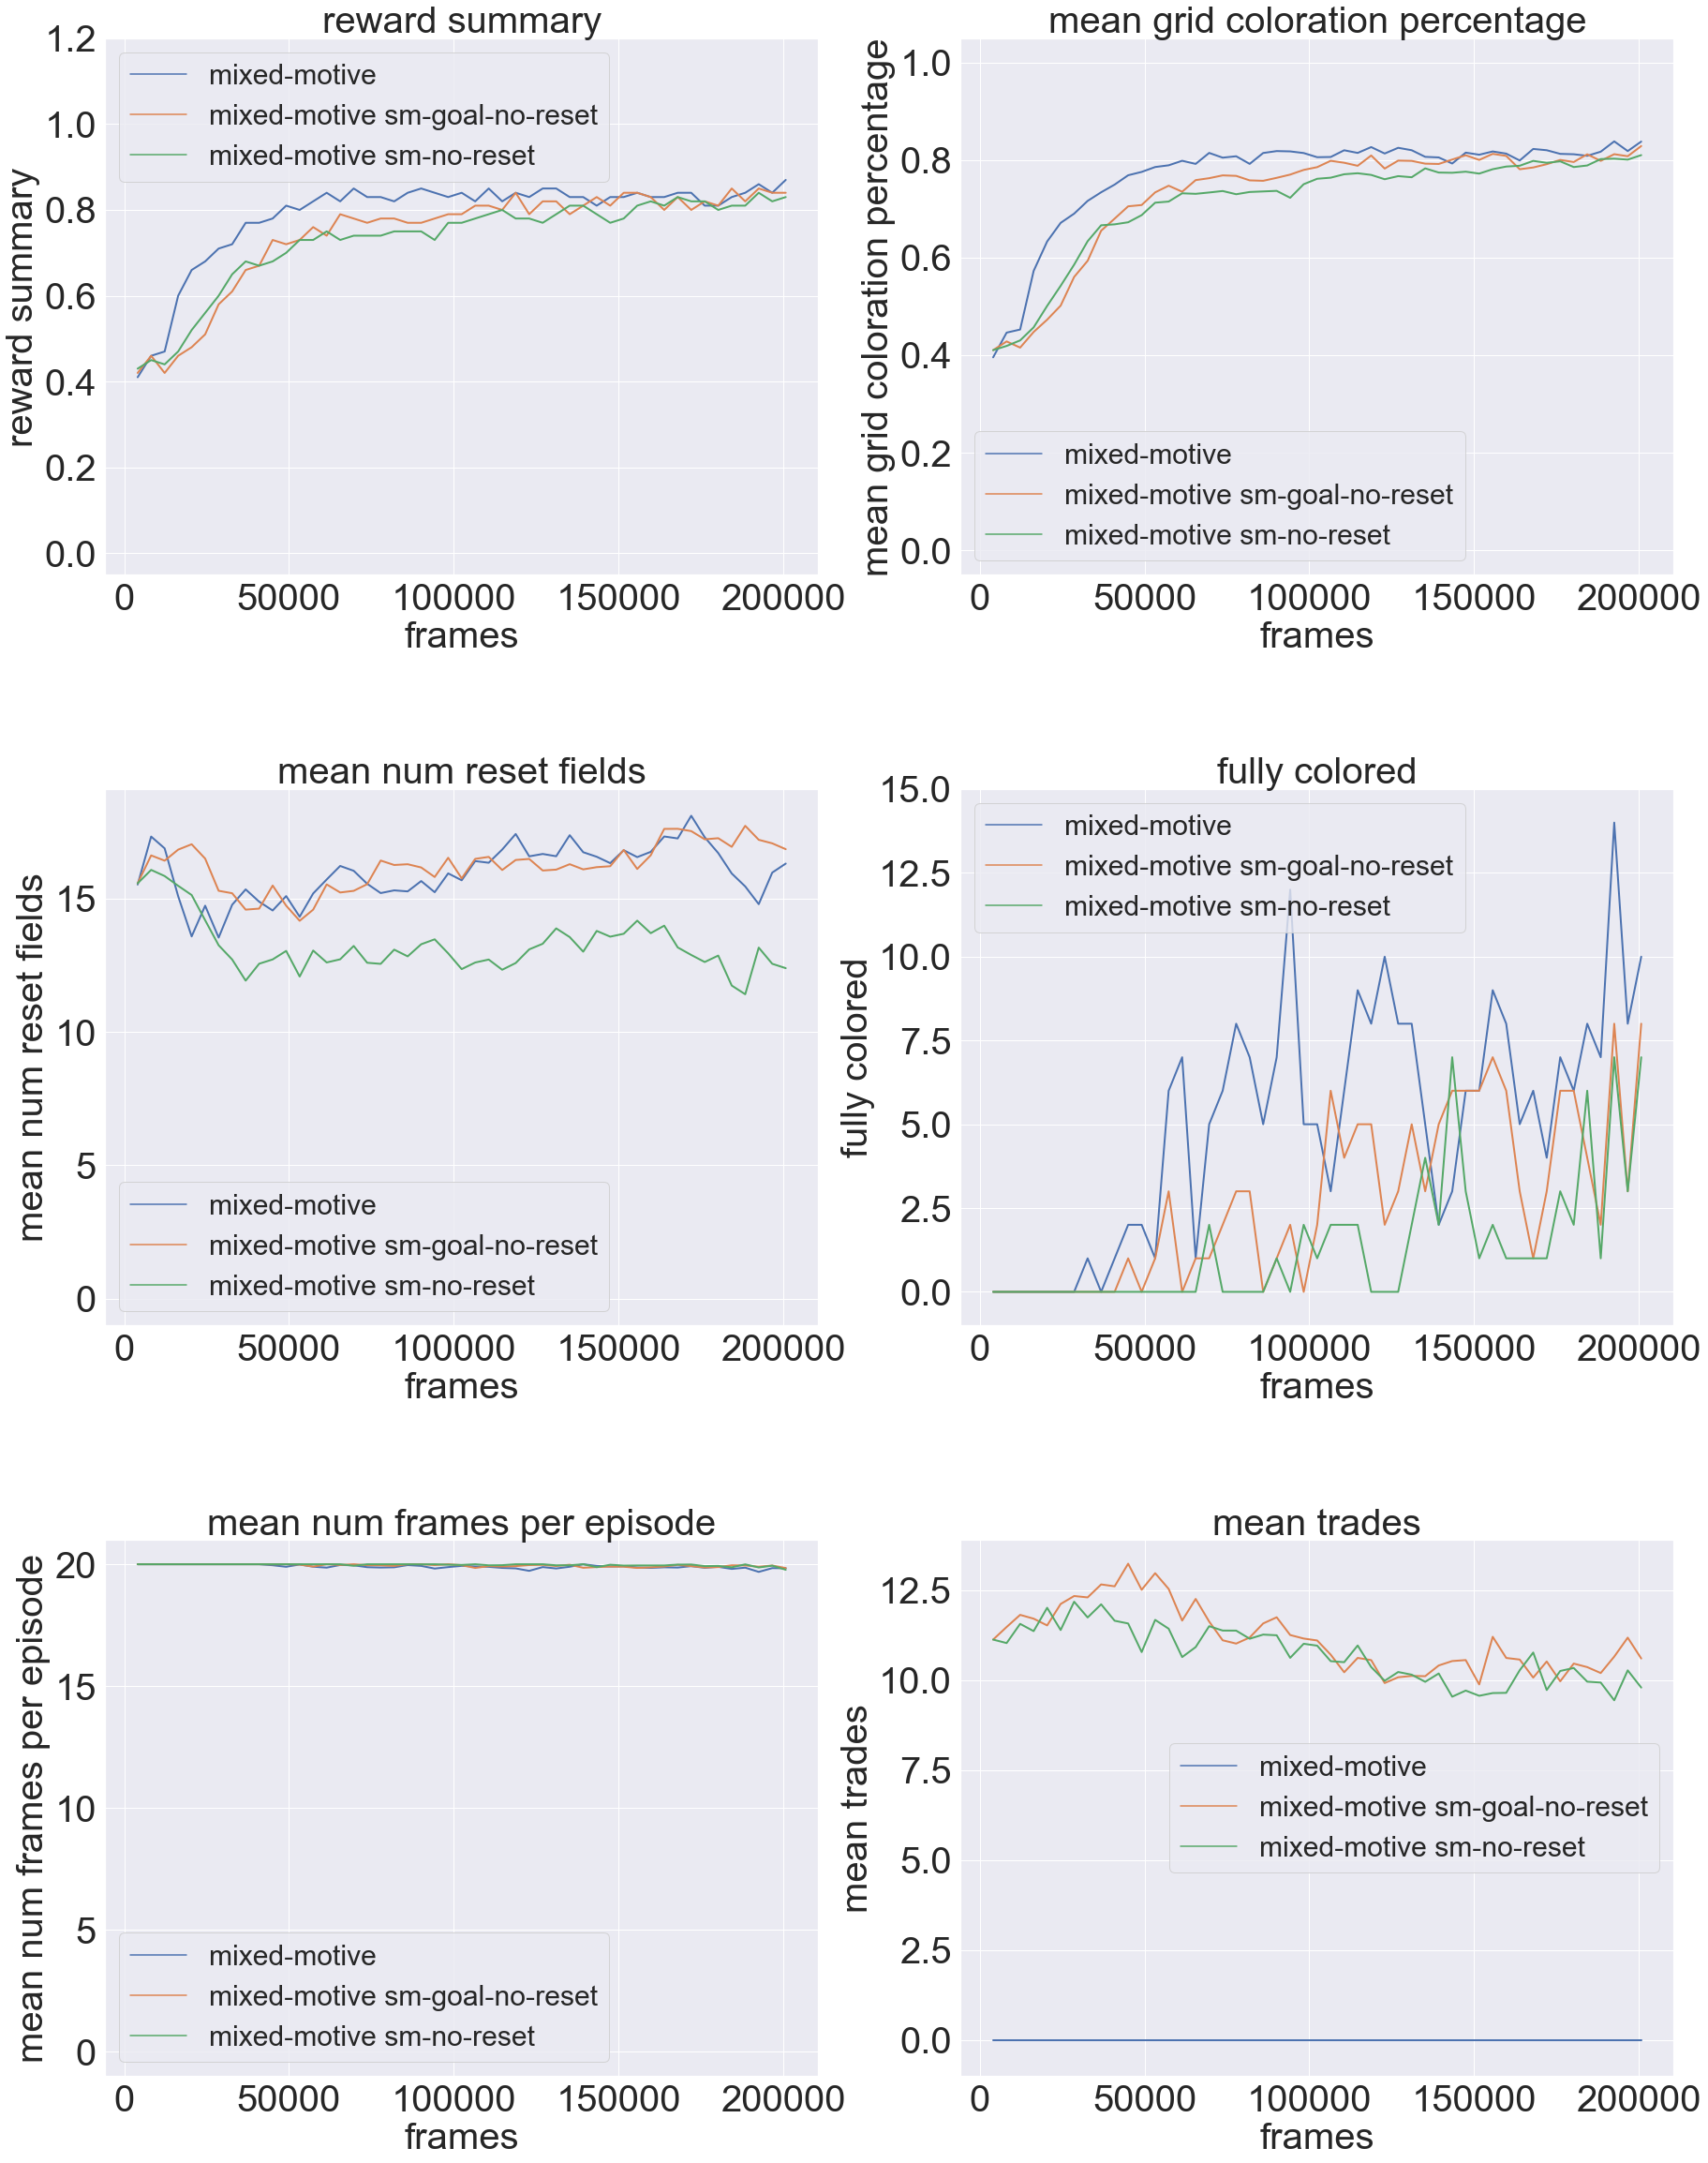 reward summary
reward summary
1.2
1.0
0.8
0.6
0.4
0.2
0.0
mixed-motive
mixed-motive sm-goal-no-reset
mixed-motive sm-no-reset
0 50000 100000 150000 200000
frames
mean grid coloration percentage
mean grid coloration percentage
1.0
0.8
0.6
0.4
0.2
0.0
mixed-motive
mixed-motive sm-goal-no-reset
mixed-motive sm-no-reset
0 50000 100000 150000 200000
frames
mean num reset fields
mean num reset fields
15
10
5
0
mixed-motive
mixed-motive sm-goal-no-reset
mixed-motive sm-no-reset
0 50000 100000 150000 200000
frames
fully colored
fully colored
15.0
12.5
10.0
7.5
5.0
2.5
0.0
mixed-motive
mixed-motive sm-goal-no-reset
mixed-motive sm-no-reset
0 50000 100000 150000 200000
frames
mean num frames per episode
mean num frames per episode
20
15
10
5
0
mixed-motive
mixed-motive sm-goal-no-reset
mixed-motive sm-no-reset
0 50000 100000 150000 200000
frames
mean trades
mean trades
12.5
10.0
7.5
5.0
2.5
0.0
mixed-motive
mixed-motive sm-goal-no-reset
mixed-motive sm-no-reset
0 50000 100000 150000 200000
frames